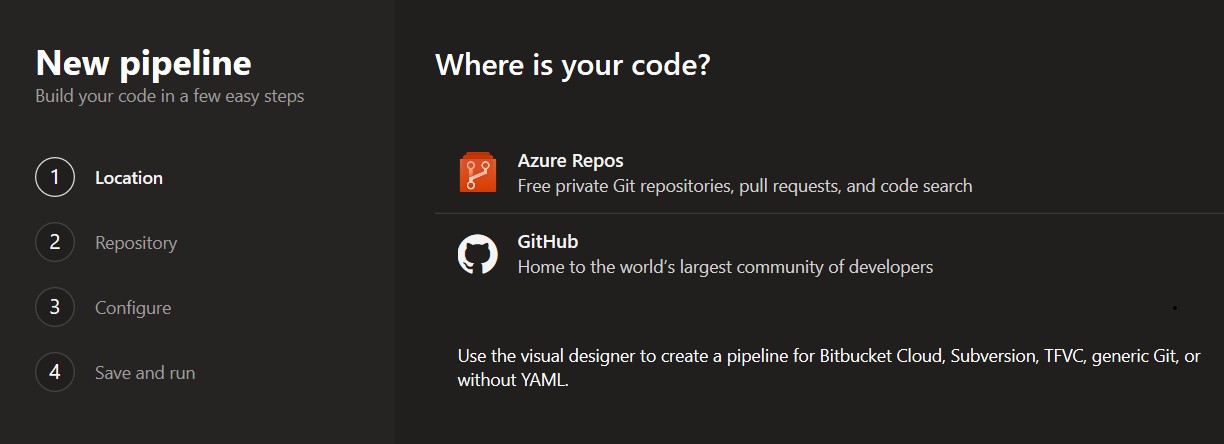 New pipeline
Build your code in a few easy steps
1 Location
2 Repository
3 Configure
4 Save and run
Where is your code?
Azure Repos
Free private Git repositories, pull requests, and code search
GitHub
Home to the world’s largest community of developers
Use the visual designer to create a pipeline for Bitbucket Cloud, Subversion, TFVC, generic Git, or
without YAML.